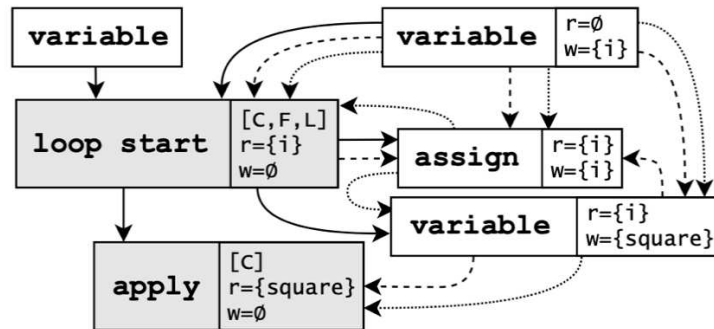 variable
variable
r=Ø
w={i}
loop start
[C,F,L]
r={i}
w=Ø
assign
r={i}
w={i}
variable
r={i}
w={square}
apply
[C]
r={square}
w=Ø